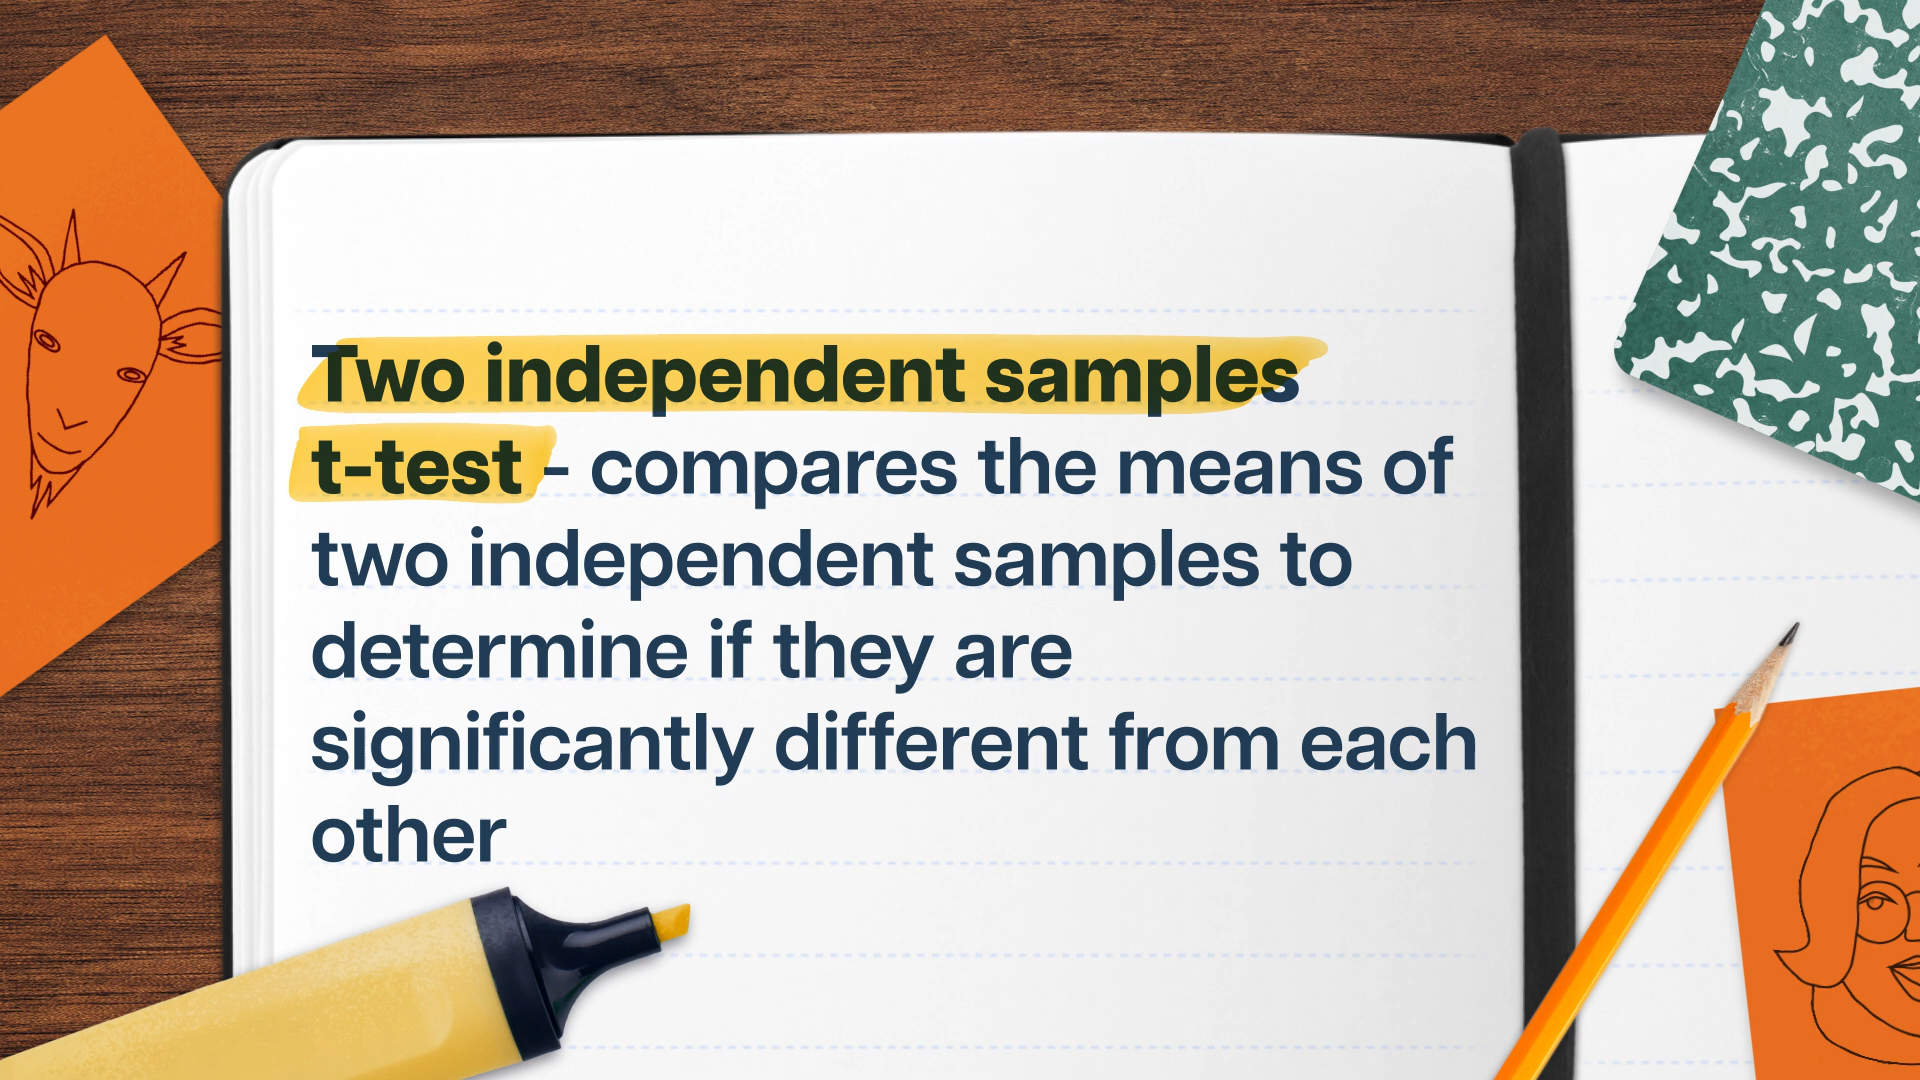 Two independent samples
t-test - compares the means of
two independent samples to
determine if they are
significantly different from each
other